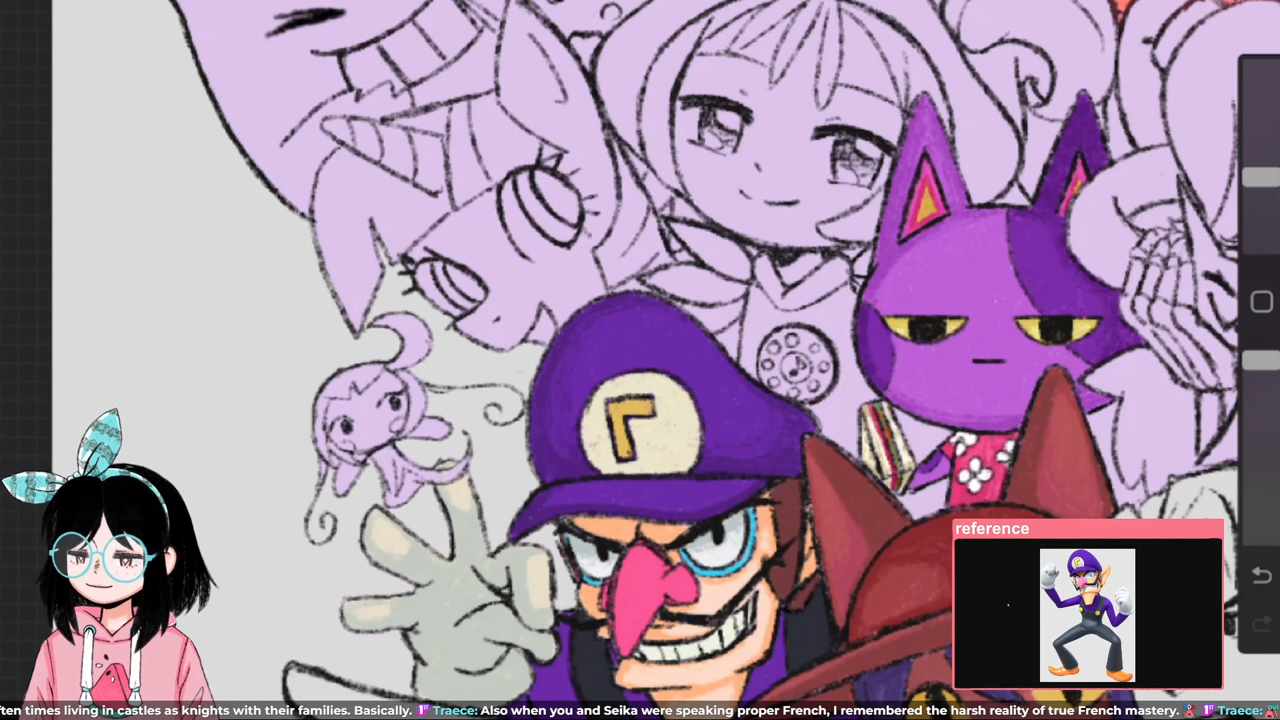 reference
ften times living in castles as knights with their families. Basically. Traece: Also when you and Seika were speaking proper French, I remembered the harsh reality of true French mastery. Traece: